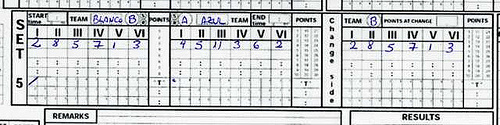 START time : TEAM BLANCO (B) POINTS (A) AZUL TEAM END time : POINTS TEAM (B) POINTS AT CHANGE POINTS
SET 5
I II III IV V VI
2 8 5 7 1 3
I II III IV V VI
4 5 11 3 6 2
Change side
I II III IV V VI
2 8 5 7 1 3
REMARKS
RESULTS